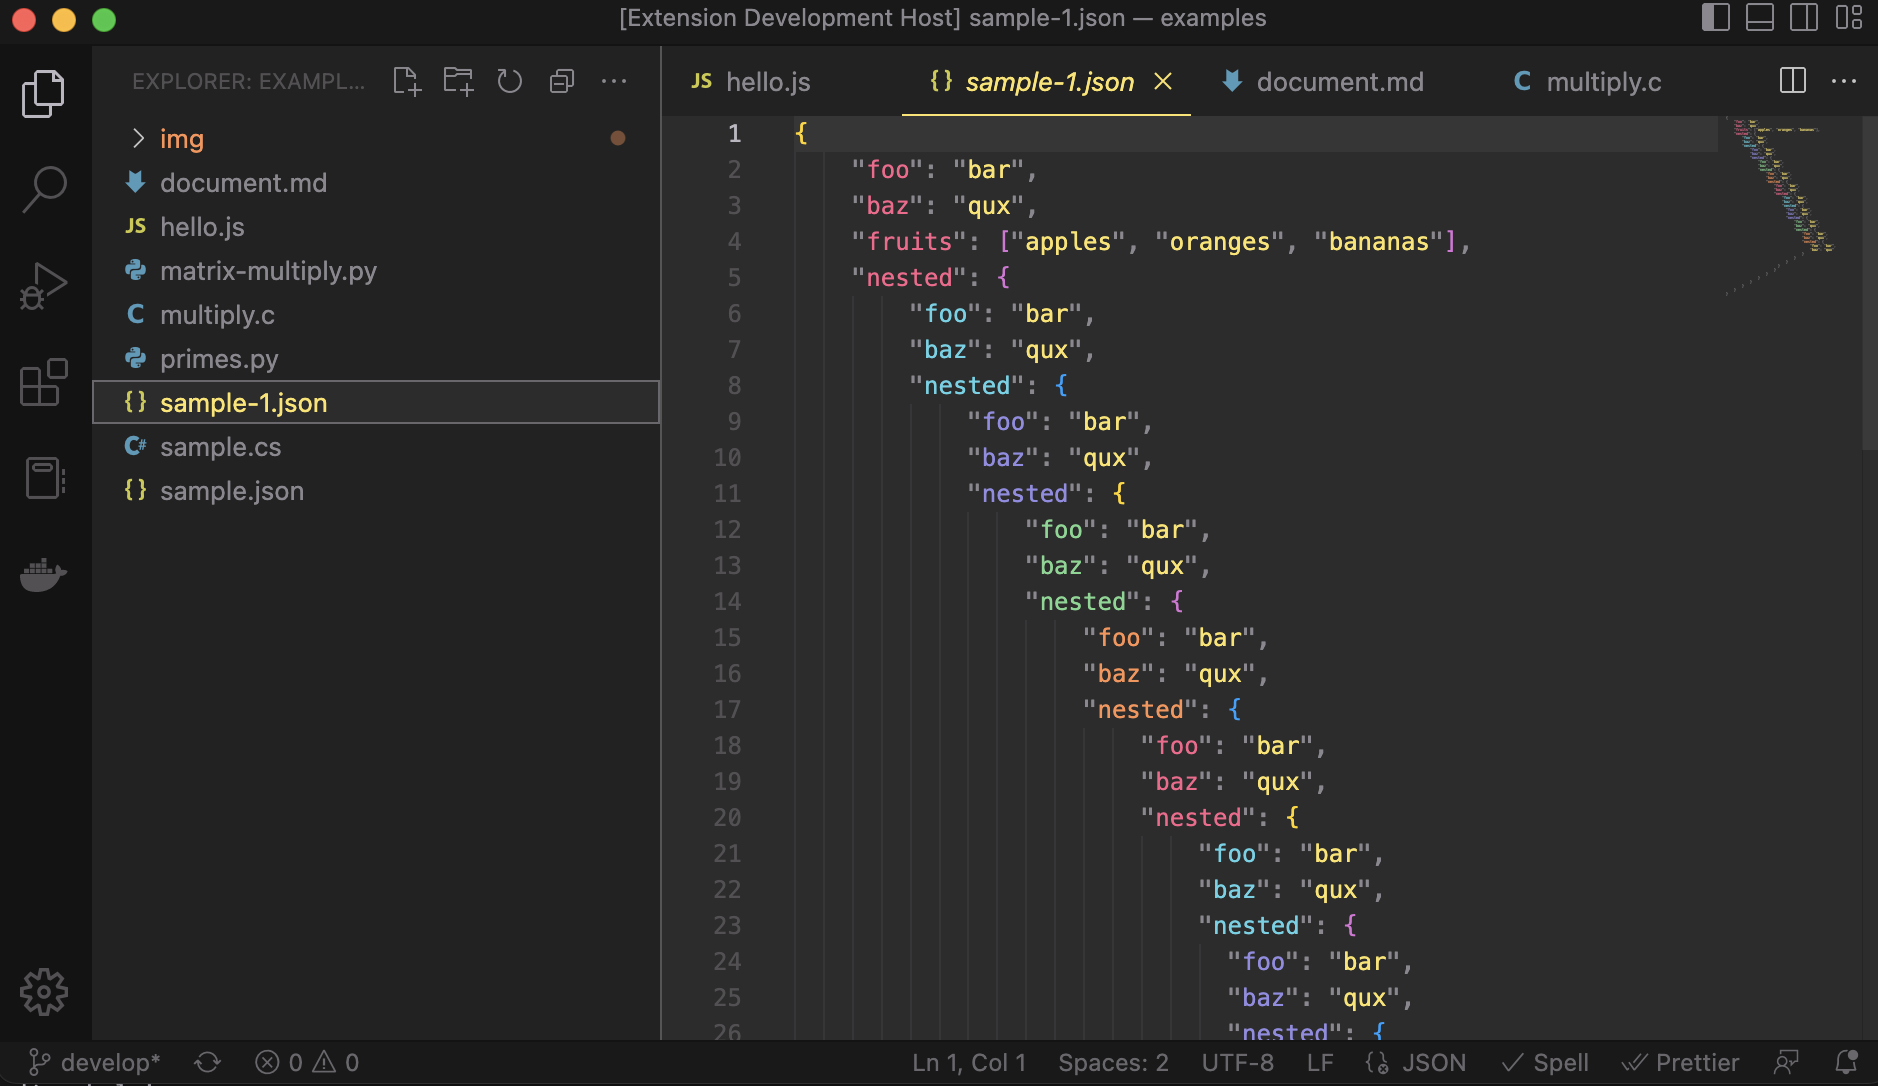 [Extension Development Host] sample-1.json — examples
EXPLORER: EXAMPL...
img
document.md
JS hello.js
matrix-multiply.py
C multiply.c
primes.py
{} sample-1.json
C# sample.cs
{} sample.json
JS hello.js
{} sample-1.json
document.md
C multiply.c
1 {
2 "foo": "bar",
3 "baz": "qux",
4 "fruits": ["apples", "oranges", "bananas"],
5 "nested": {
6 "foo": "bar",
7 "baz": "qux",
8 "nested": {
9 "foo": "bar",
10 "baz": "qux",
11 "nested": {
12 "foo": "bar",
13 "baz": "qux",
14 "nested": {
15 "foo": "bar",
16 "baz": "qux",
17 "nested": {
18 "foo": "bar",
19 "baz": "qux",
20 "nested": {
21 "foo": "bar",
22 "baz": "qux",
23 "nested": {
24 "foo": "bar",
25 "baz": "qux",
26 "nested": {
develop* 0 0 Ln 1, Col 1 Spaces: 2 UTF-8 LF JSON Spell Prettier